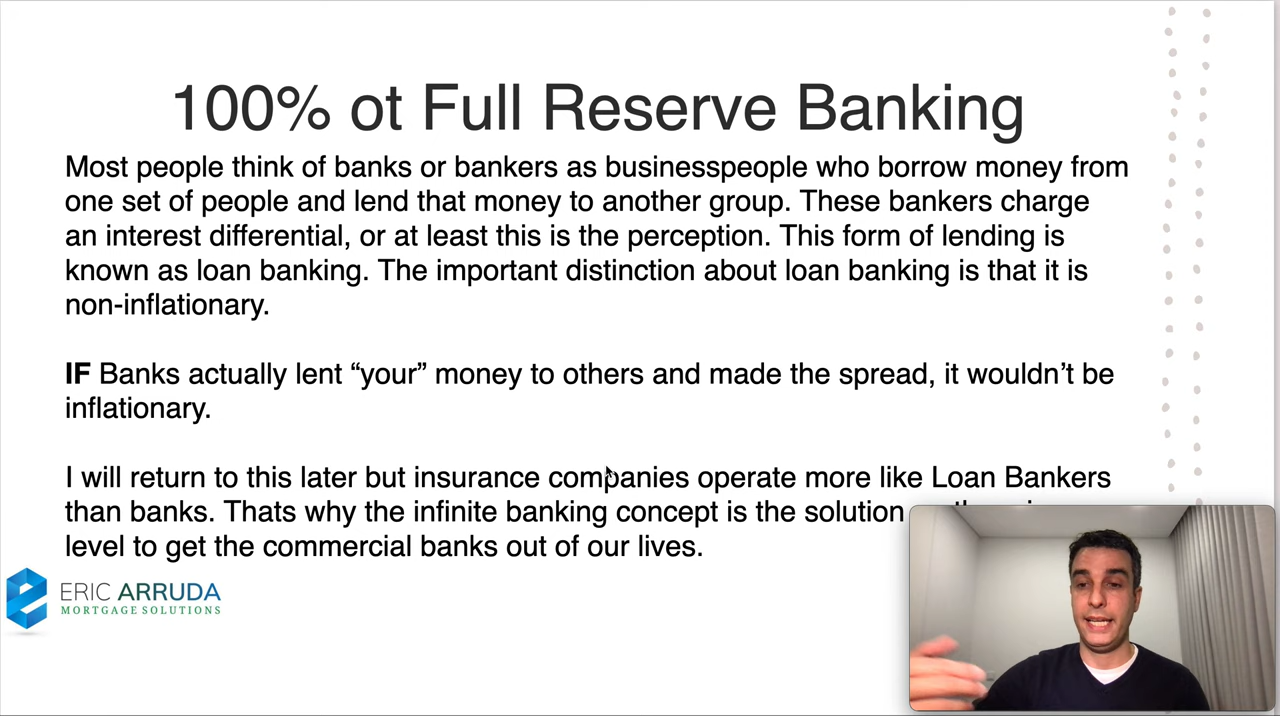 100% ot Full Reserve Banking
Most people think of banks or bankers as businesspeople who borrow money from
one set of people and lend that money to another group. These bankers charge
an interest differential, or at least this is the perception. This form of lending is
known as loan banking. The important distinction about loan banking is that it is
non-inflationary.
IF Banks actually lent “your” money to others and made the spread, it wouldn’t be
inflationary.
I will return to this later but insurance companies operate more like Loan Bankers
than banks. Thats why the infinite banking concept is the solution
level to get the commercial banks out of our lives.
ERIC ARRUDA
MORTGAGE SOLUTIONS